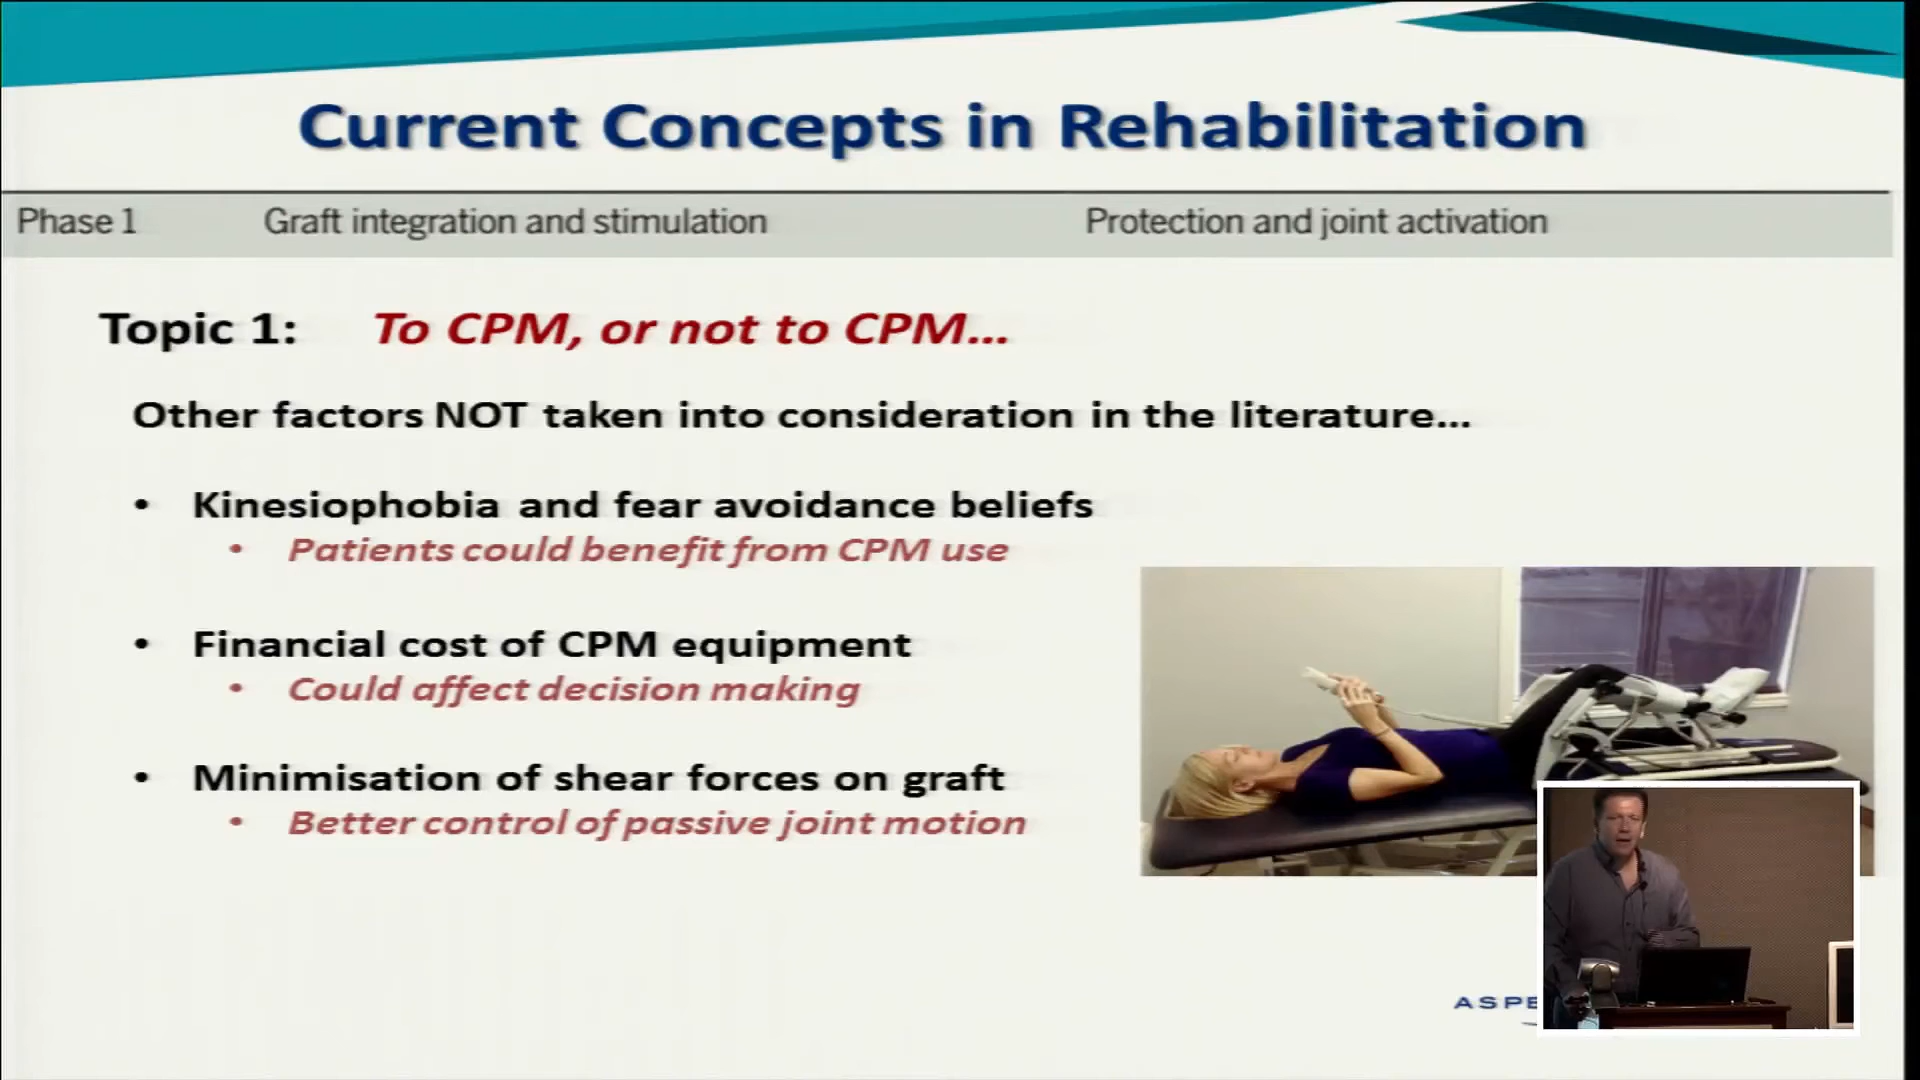 Current Concepts in Rehabilitation
Phase 1 Graft integration and stimulation Protection and joint activation
Topic 1: To CPM, or not to CPM...
Other factors NOT taken into consideration in the literature...
• Kinesiophobia and fear avoidance beliefs
• Patients could benefit from CPM use
• Financial cost of CPM equipment
• Could affect decision making
• Minimisation of shear forces on graft
• Better control of passive joint motion